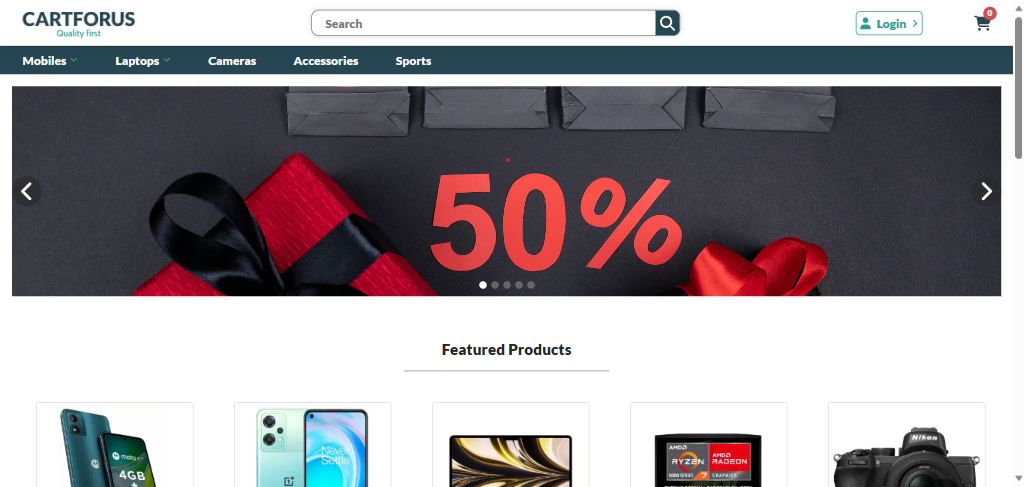 CARTFORUS
Quality first
Search
Login
0
Mobiles
Laptops
Cameras
Accessories
Sports
50%
Featured Products
moto
4GB
+
Never
Settle
AMD
RYZEN
7
AMD
RADEON
GRAPHICS
Nikon